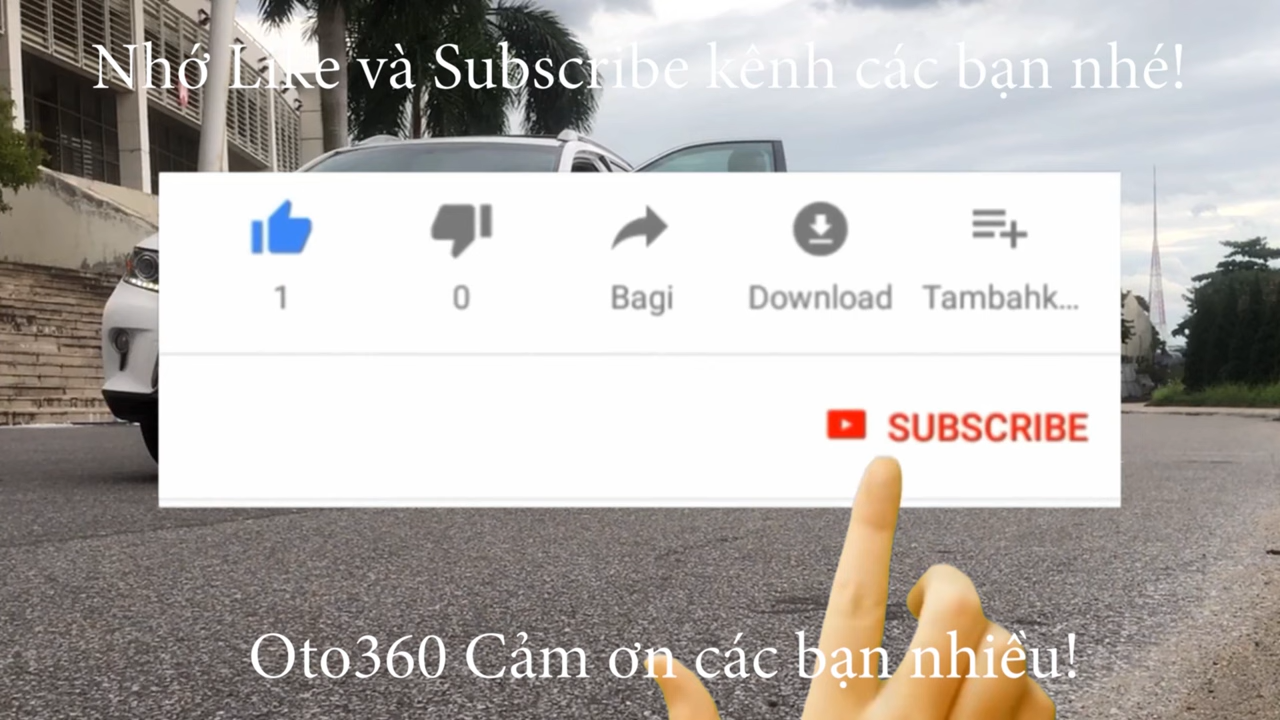 Nhớ Like và Subscribe kênh các bạn nhé!
1 0 Bagi Download Tambahk...
SUBSCRIBE
Oto360 Cảm ơn các bạn nhiều!